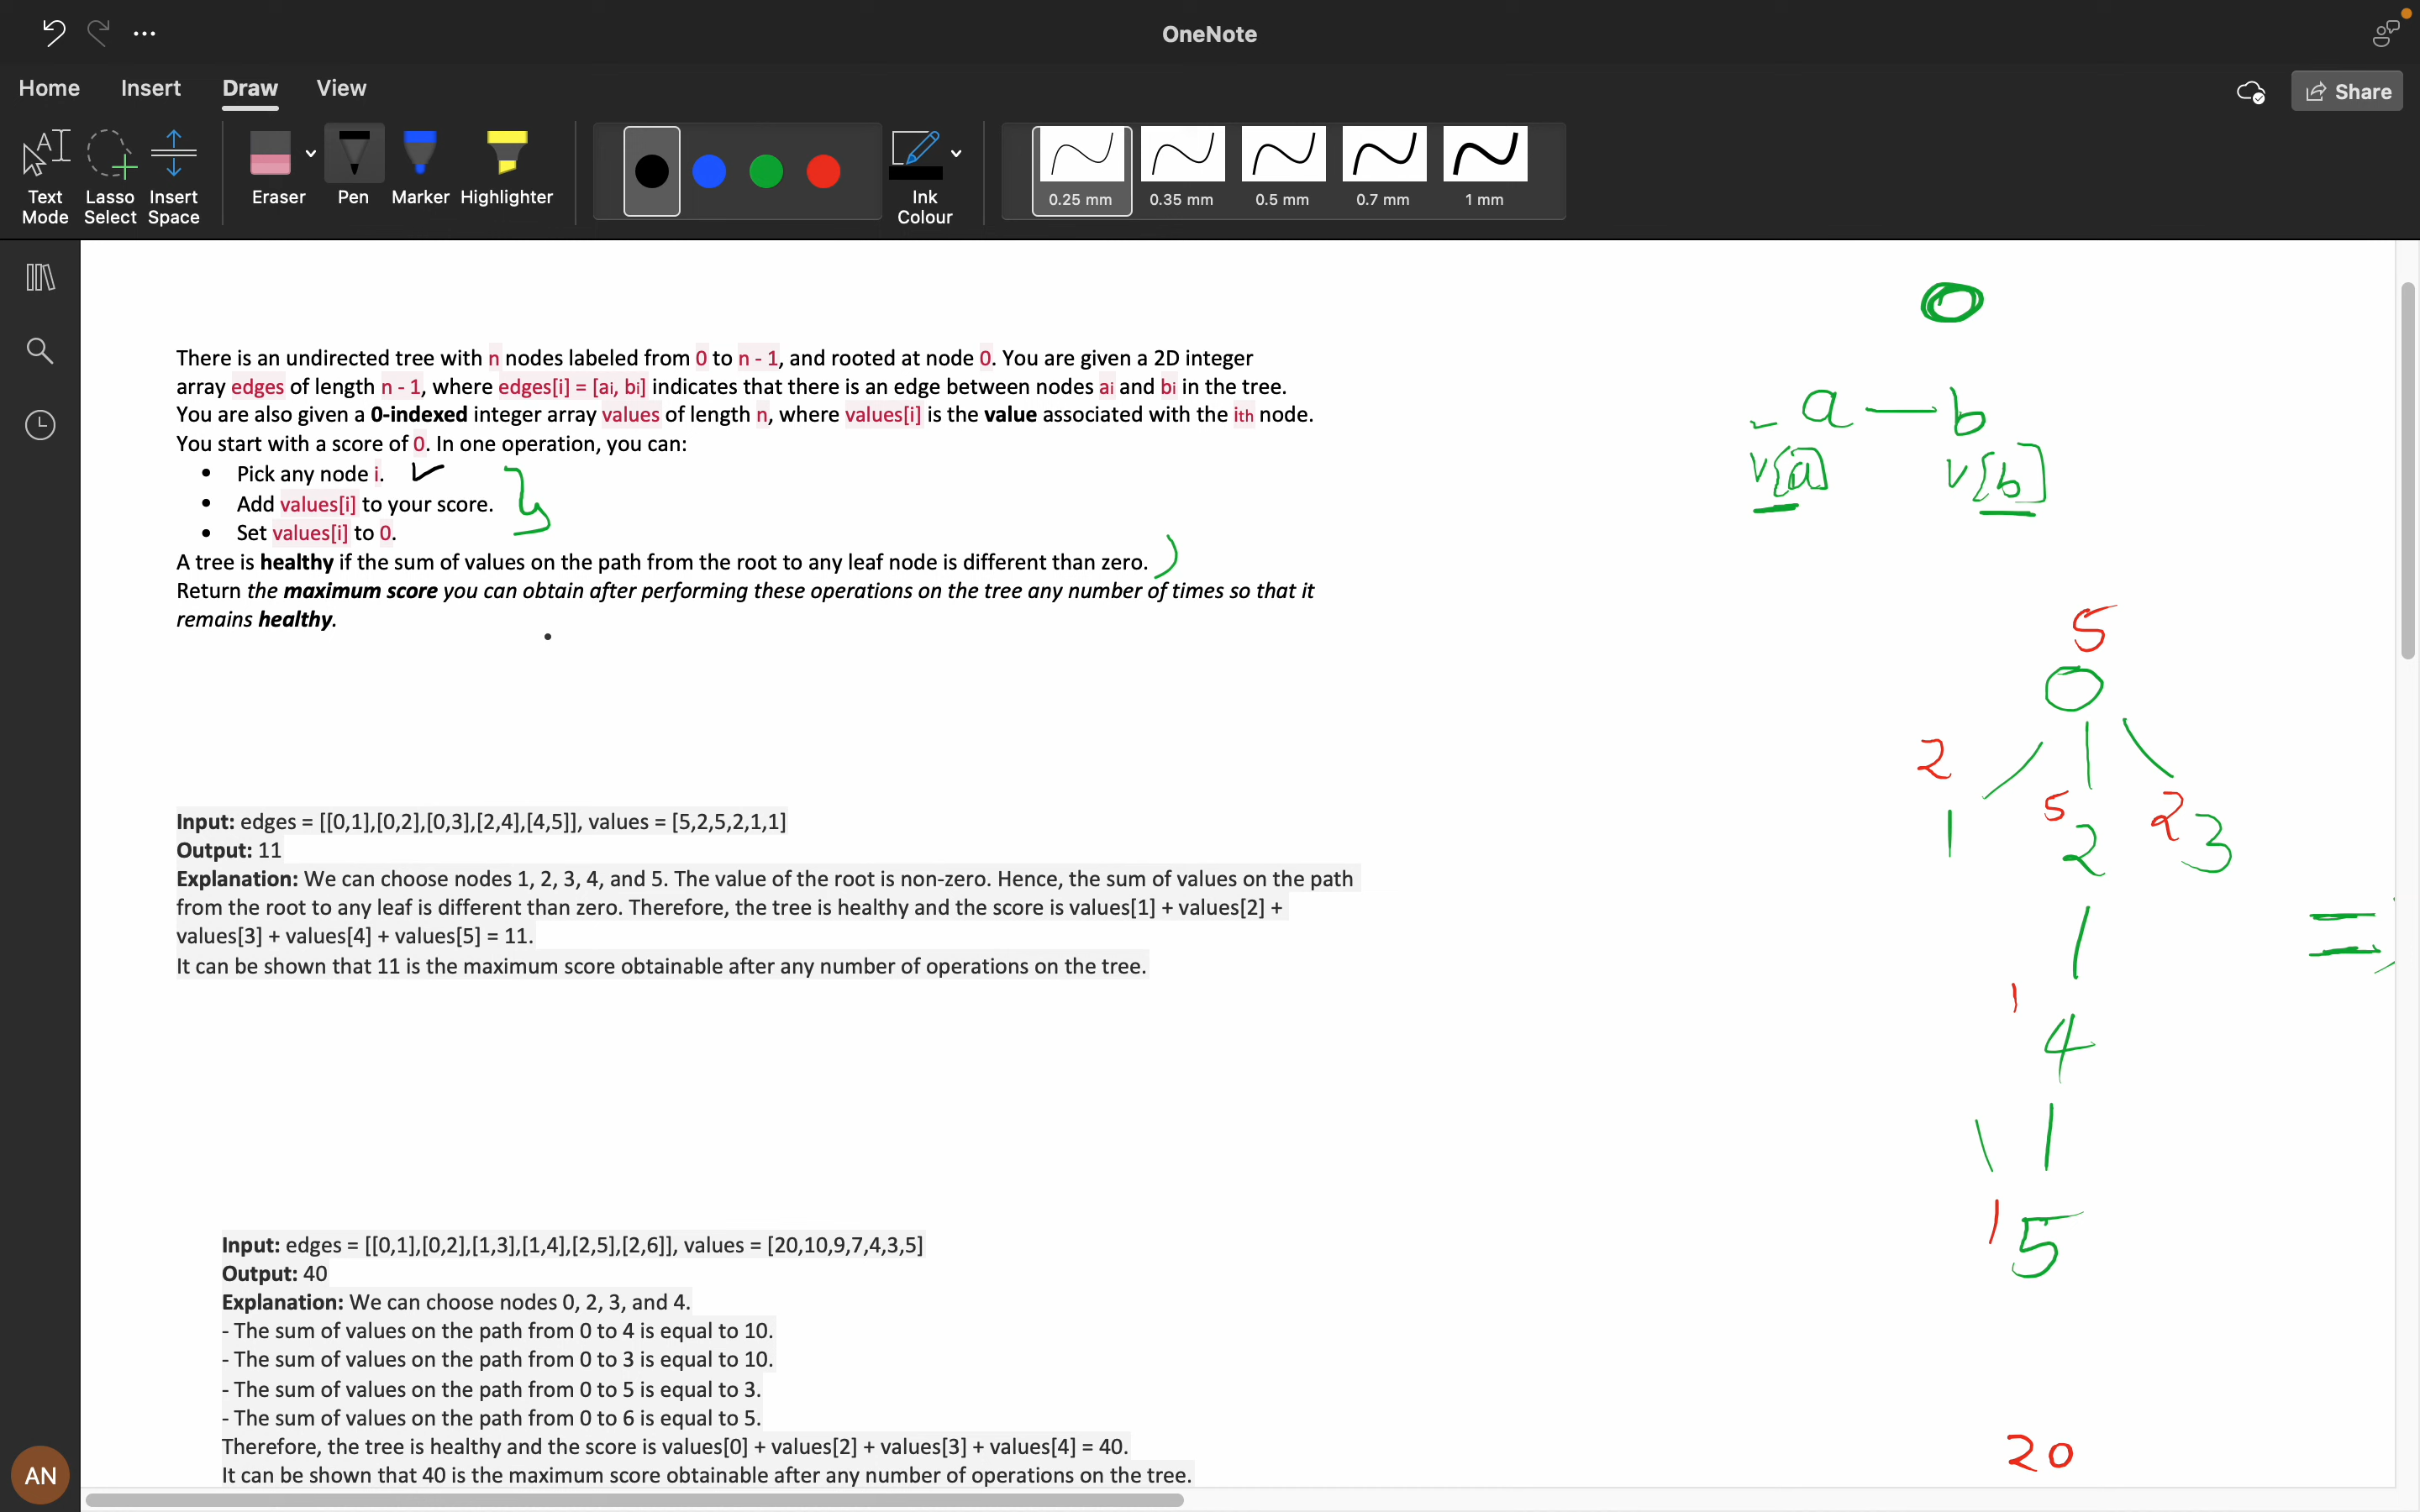 OneNote
Home Insert Draw View
Share
Text Mode
Lasso Select
Insert Space
Eraser
Pen
Marker
Highlighter
Ink Colour
0.25 mm
0.35 mm
0.5 mm
0.7 mm
1 mm
There is an undirected tree with n nodes labeled from 0 to n - 1, and rooted at node 0. You are given a 2D integer
array edges of length n - 1, where edges[i] = [ai, bi] indicates that there is an edge between nodes ai and bi in the tree.
You are also given a 0-indexed integer array values of length n, where values[i] is the value associated with the ith node.
You start with a score of 0. In one operation, you can:
• Pick any node i.
• Add values[i] to your score.
• Set values[i] to 0.
A tree is healthy if the sum of values on the path from the root to any leaf node is different than zero.
Return the maximum score you can obtain after performing these operations on the tree any number of times so that it
remains healthy.
Input: edges = [[0,1],[0,2],[0,3],[2,4],[4,5]], values = [5,2,5,2,1,1]
Output: 11
Explanation: We can choose nodes 1, 2, 3, 4, and 5. The value of the root is non-zero. Hence, the sum of values on the path
from the root to any leaf is different than zero. Therefore, the tree is healthy and the score is values[1] + values[2] +
values[3] + values[4] + values[5] = 11.
It can be shown that 11 is the maximum score obtainable after any number of operations on the tree.
Input: edges = [[0,1],[0,2],[1,3],[1,4],[2,5],[2,6]], values = [20,10,9,7,4,3,5]
Output: 40
Explanation: We can choose nodes 0, 2, 3, and 4.
- The sum of values on the path from 0 to 4 is equal to 10.
- The sum of values on the path from 0 to 3 is equal to 10.
- The sum of values on the path from 0 to 5 is equal to 3.
- The sum of values on the path from 0 to 6 is equal to 5.
Therefore, the tree is healthy and the score is values[0] + values[2] + values[3] + values[4] = 40.
It can be shown that 40 is the maximum score obtainable after any number of operations on the tree.
AN
0
a — b
v[a] v[b]
5
0
2
1
5
2
2
3
1
4
1
5
20